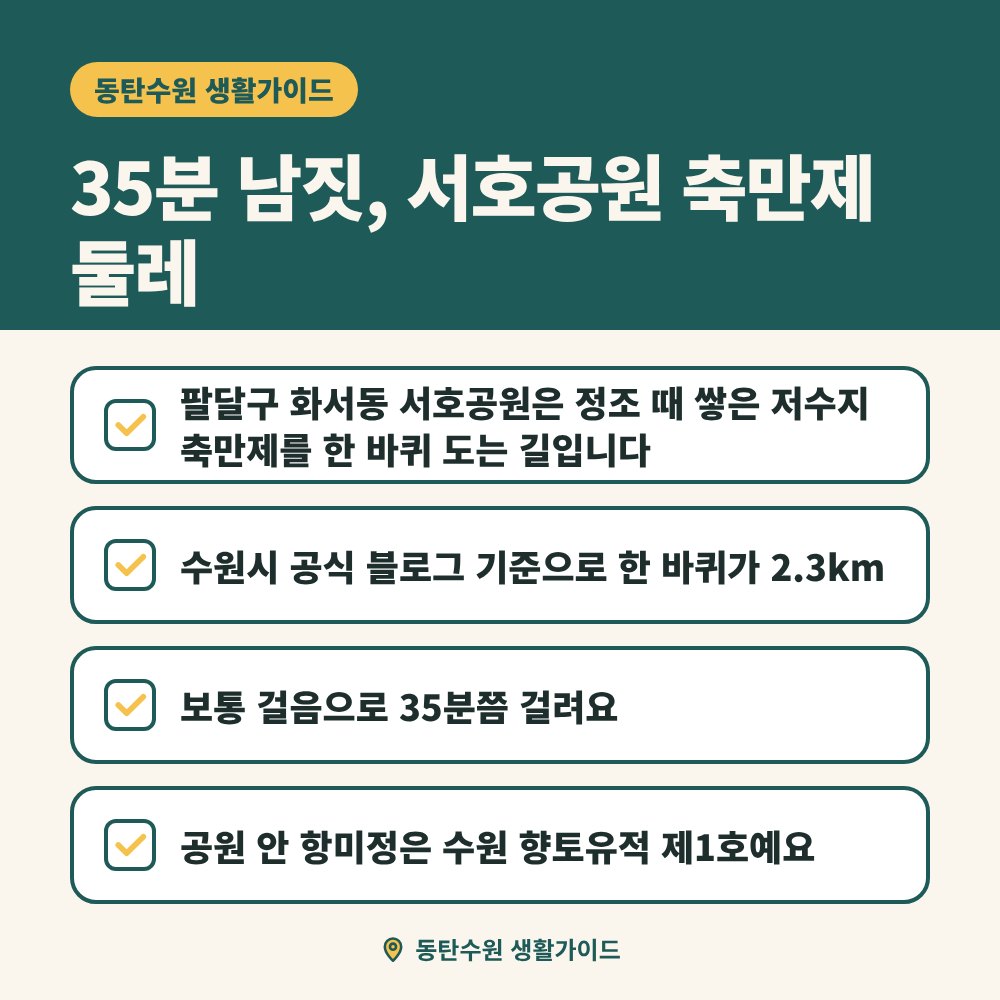 동탄수원 생활가이드
35분 남짓, 서호공원 축만제
둘레
팔달구 화서동 서호공원은 정조 때 쌓은 저수지
축만제를 한 바퀴 도는 길입니다
수원시 공식 블로그 기준으로 한 바퀴가 2.3km
보통 걸음으로 35분쯤 걸려요
공원 안 항미정은 수원 향토유적 제1호예요
동탄수원 생활가이드